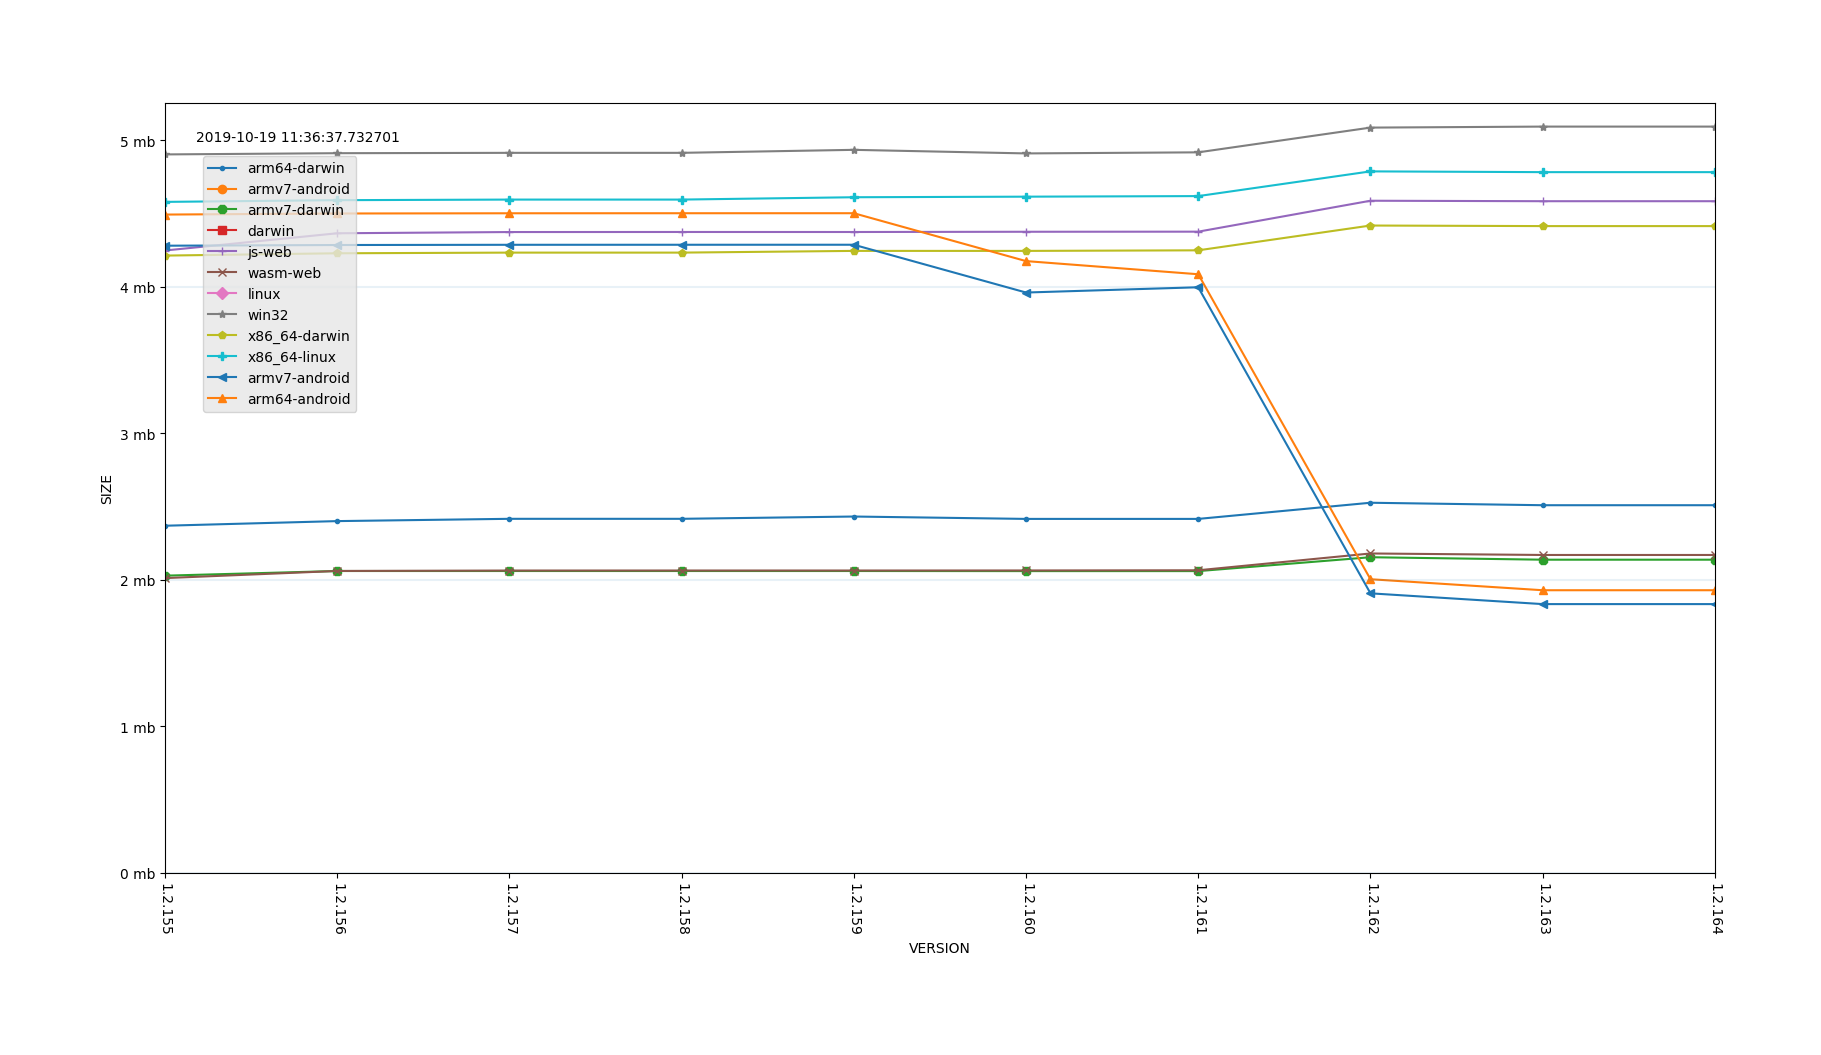 2019-10-19 11:36:37.732701
arm64-darwin
armv7-android
armv7-darwin
darwin
js-web
wasm-web
linux
win32
x86_64-darwin
x86_64-linux
armv7-android
arm64-android
5 mb
4 mb
3 mb
2 mb
1 mb
0 mb
SIZE
1.2.155
1.2.156
1.2.157
1.2.158
1.2.159
1.2.160
1.2.161
1.2.162
1.2.163
1.2.164
VERSION